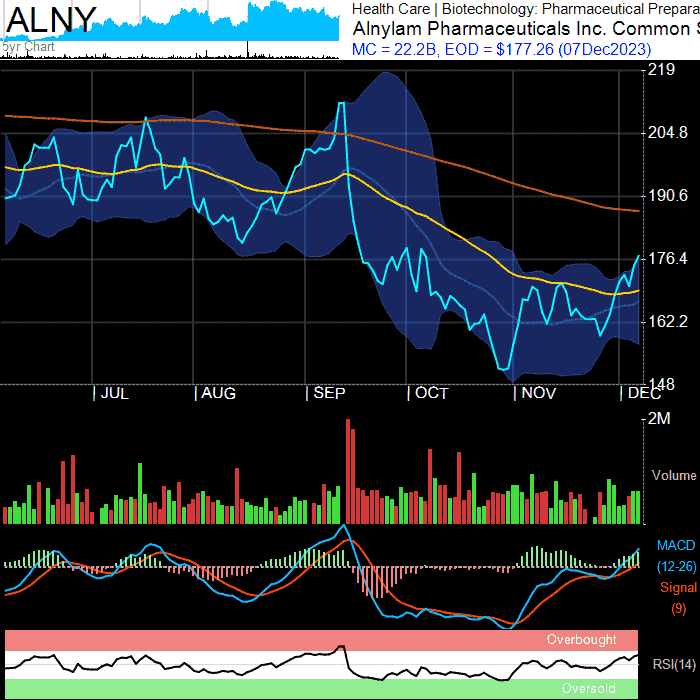 ALNY
5yr Chart
Health Care | Biotechnology: Pharmaceutical Prepara
Alnylam Pharmaceuticals Inc. Common S
MC = 22.2B, EOD = $177.26 (07Dec2023)
219
204.8
190.6
176.4
162.2
148
| JUL | AUG | SEP | OCT | NOV | DEC
2M
Volume
MACD
(12-26)
Signal
(9)
Overbought
RSI(14)
Oversold